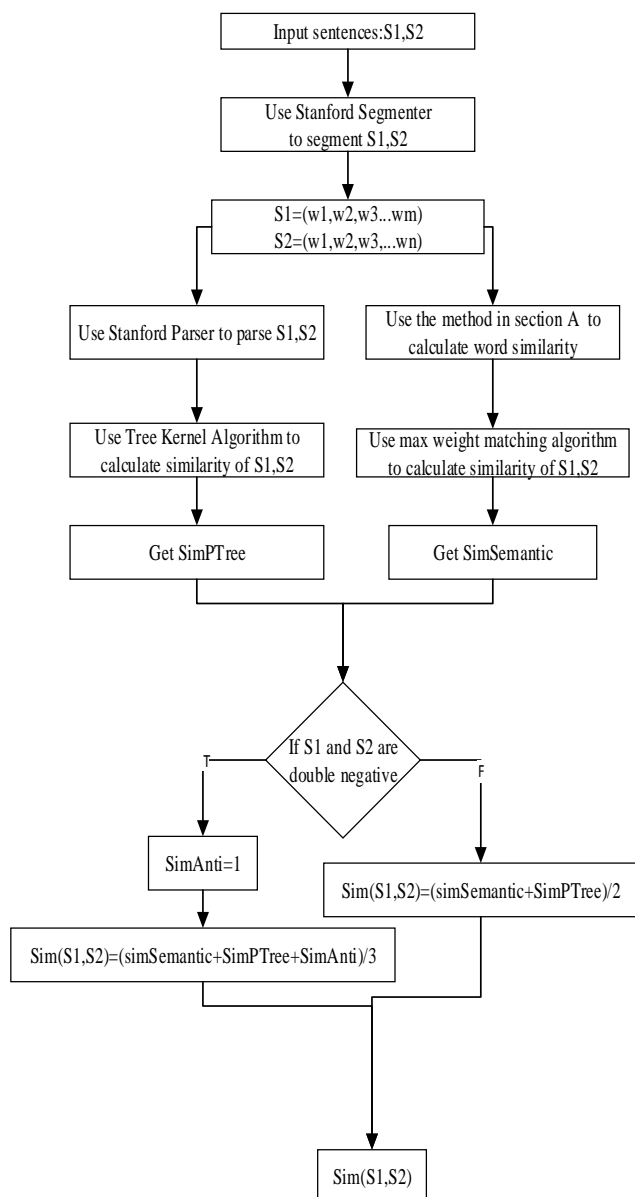 Input sentences:S1,S2
Use Stanford Segmenter
to segment S1,S2
S1=(w1,w2,w3...wm)
S2=(w1,w2,w3,...wn)
Use Stanford Parser to parse S1,S2
Use the method in section A to
calculate word similarity
Use Tree Kernel Algorithm to
calculate similarity of S1,S2
Use max weight matching algorithm
to calculate similarity of S1,S2
Get SimPTree
Get SimSemantic
If S1 and S2 are
double negative
T
F
SimAnti=1
Sim(S1,S2)=(simSemantic+SimPTree)/2
Sim(S1,S2)=(simSemantic+SimPTree+SimAnti)/3
Sim(S1,S2)